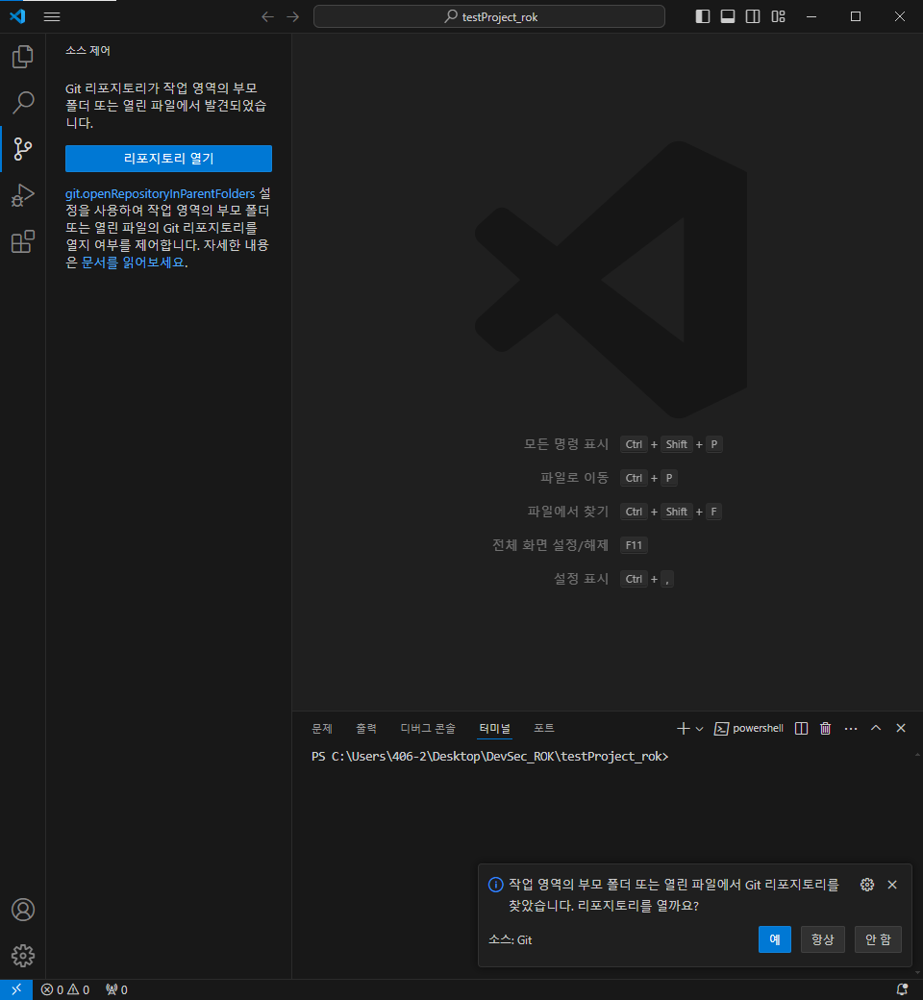 testProject_rok
소스 제어
Git 리포지토리가 작업 영역의 부모
폴더 또는 열린 파일에서 발견되었습
니다.
리포지토리 열기
git.openRepositoryInParentFolders 설
정을 사용하여 작업 영역의 부모 폴더
또는 열린 파일의 Git 리포지토리를
열지 여부를 제어합니다. 자세한 내용
은 문서를 읽어보세요.
모든 명령 표시 Ctrl + Shift + P
파일로 이동 Ctrl + P
파일에서 찾기 Ctrl + Shift + F
전체 화면 설정/해제 F11
설정 표시 Ctrl + ,
문제 출력 디버그 콘솔 터미널 포트 powershell
PS C:\Users\406-2\Desktop\DevSec_ROK\testProject_rok>
작업 영역의 부모 폴더 또는 열린 파일에서 Git 리포지토리를
찾았습니다. 리포지토리를 열까요?
소스: Git 예 항상 안 함
0 0 0